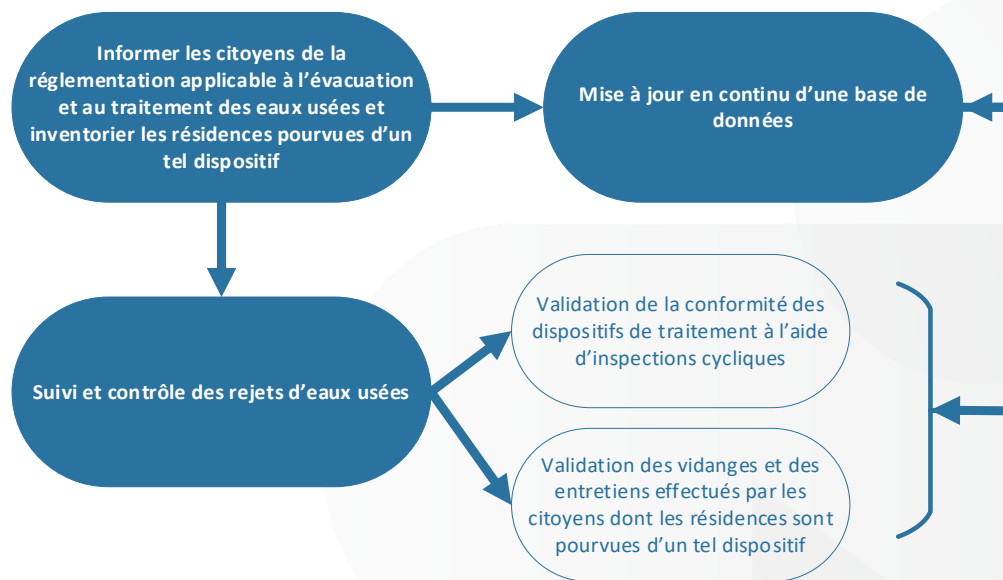 Informer les citoyens de la
réglementation applicable à l'évacuation
et au traitement des eaux usées et
inventorier les résidences pourvues d'un
tel dispositif
Mise à jour en continu d'une base de
données
Suivi et contrôle des rejets d'eaux usées
Validation de la conformité des
dispositifs de traitement à l'aide
d'inspections cycliques
Validation des vidanges et des
entretiens effectués par les
citoyens dont les résidences sont
pourvues d'un tel dispositif